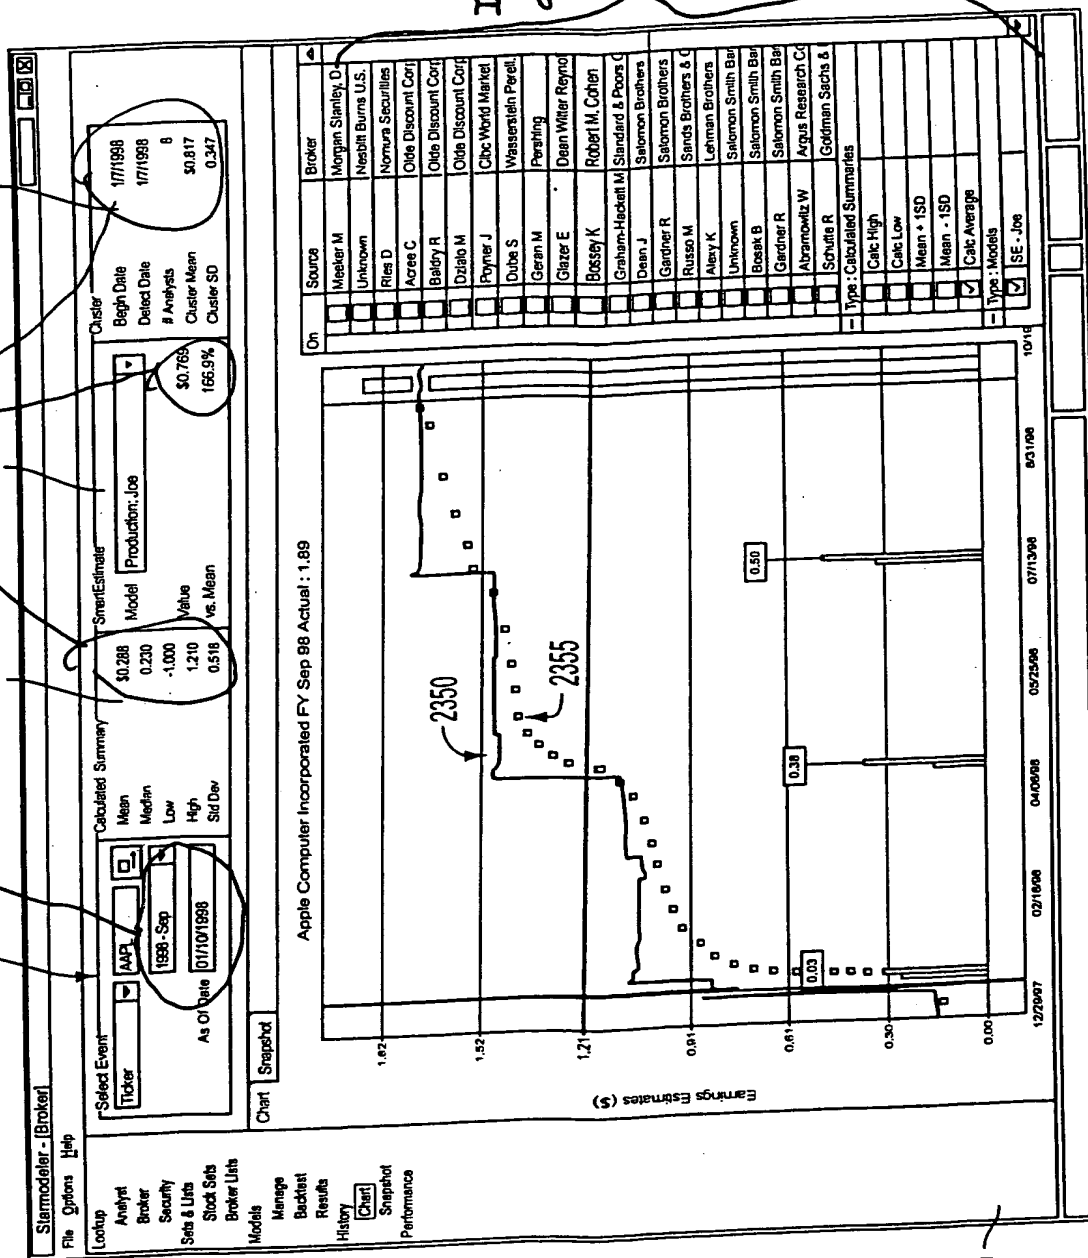 Starmodeler - [Broker]
File Options Help
Lookup
Analyst
Broker
Security
Sets & Lists
Stock Sets
Broker Lists
Models
Manage
Backtest
Results
History
Chart
Snapshot
Performance
Select Event
Ticker AAPL
1998 - Sep
As Of Date 01/10/1998
Calculated Summary
Mean $0.288
Median 0.230
Low -1.000
High 1.210
Std Dev 0.518
SmartEstimate
Model Production: Joe
Value $0.769
vs. Mean 166.9%
Cluster
Begin Date 1/7/1998
Detect Date 1/7/1998
# Analysts 8
Cluster Mean $0.817
Cluster SD 0.347
Chart Snapshot
Apple Computer Incorporated FY Sep 98 Actual : 1.89
Earnings Estimates ($)
1.82
1.52
1.21
0.91
0.61
0.30
0.00
2350
2355
0.03
0.38
0.50
12/29/97 02/16/98 04/06/98 05/25/98 07/13/98 8/31/98 10/19
On Source Broker
Meeker M Morgan Stanley, D
Unknown Nesbitt Burns U.S.
Ries D Nomura Securities
Acree C Olde Discount Corp
Baldry R Olde Discount Corp
Dzialo M Olde Discount Corp
Poyner J Cibc World Market
Dube S Wasserstein Perell.
Geran M Pershing
Glazer E Dean Witter Reynol
Bossey K Robert M. Cohen
Graham-Hackett M Standard & Poors C
Dean J Salomon Brothers
Gardner R Salomon Brothers
Russo M Sands Brothers & C
Alexy K Lehman Brothers
Unknown Salomon Smith Bar
Bosak B Salomon Smith Bar
Gardner R Salomon Smith Bar
Abramowitz W Argus Research Co
Schutte R Goldman Sachs &
- Type : Calculated Summaries
Calc High
Calc Low
Mean + 1SD
Mean - 1SD
Calc Average
- Type : Models
SE - Joe